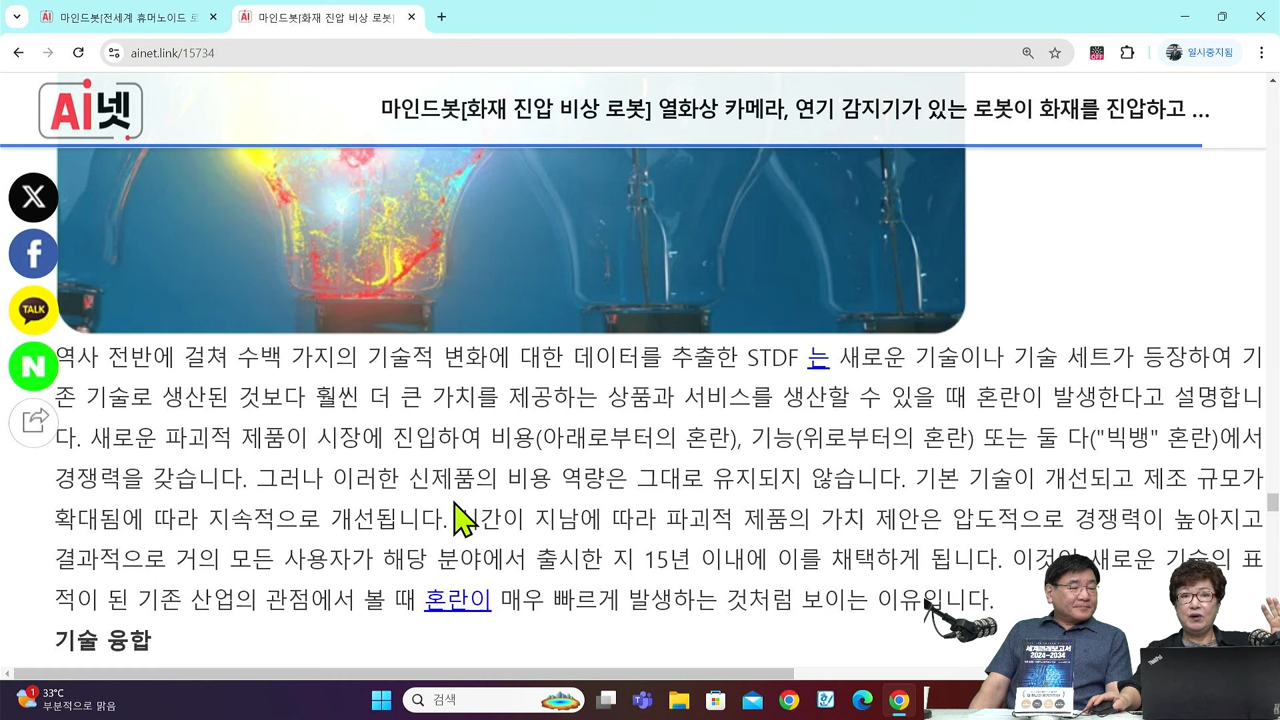 마인드봇[전세계 휴머노이드 로
마인드봇[화재 진압 비상 로봇]
ainet.link/15734
OFF
일시중지됨
Ai넷
마인드봇[화재 진압 비상 로봇] 열화상 카메라, 연기 감지기가 있는 로봇이 화재를 진압하고 ...
TALK
N
역사 전반에 걸쳐 수백 가지의 기술적 변화에 대한 데이터를 추출한 STDF 는 새로운 기술이나 기술 세트가 등장하여 기
존 기술로 생산된 것보다 훨씬 더 큰 가치를 제공하는 상품과 서비스를 생산할 수 있을 때 혼란이 발생한다고 설명합니
다. 새로운 파괴적 제품이 시장에 진입하여 비용(아래로부터의 혼란), 기능(위로부터의 혼란) 또는 둘 다("빅뱅" 혼란)에서
경쟁력을 갖습니다. 그러나 이러한 신제품의 비용 역량은 그대로 유지되지 않습니다. 기본 기술이 개선되고 제조 규모가
확대됨에 따라 지속적으로 개선됩니다. 시간이 지남에 따라 파괴적 제품의 가치 제안은 압도적으로 경쟁력이 높아지고
결과적으로 거의 모든 사용자가 해당 분야에서 출시한 지 15년 이내에 이를 채택하게 됩니다. 이것이 새로운 기술의 표
적이 된 기존 산업의 관점에서 볼 때 혼란이 매우 빠르게 발생하는 것처럼 보이는 이유입니다.
기술 융합
세계미래보고서
2024-2034
ThinkPad
1
33°C
부분적으로 맑음
검색